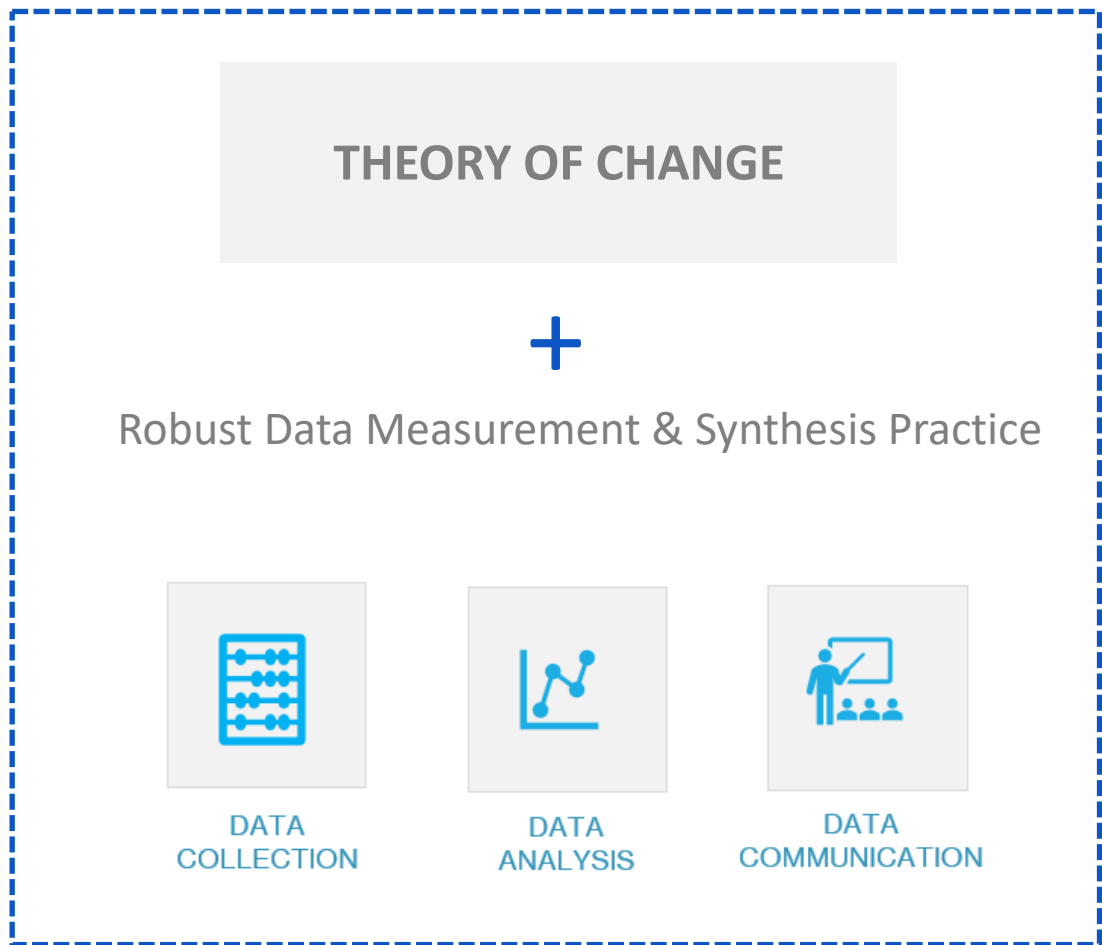 THEORY OF CHANGE
+
Robust Data Measurement & Synthesis Practice
DATA
COLLECTION
DATA
ANALYSIS
DATA
COMMUNICATION